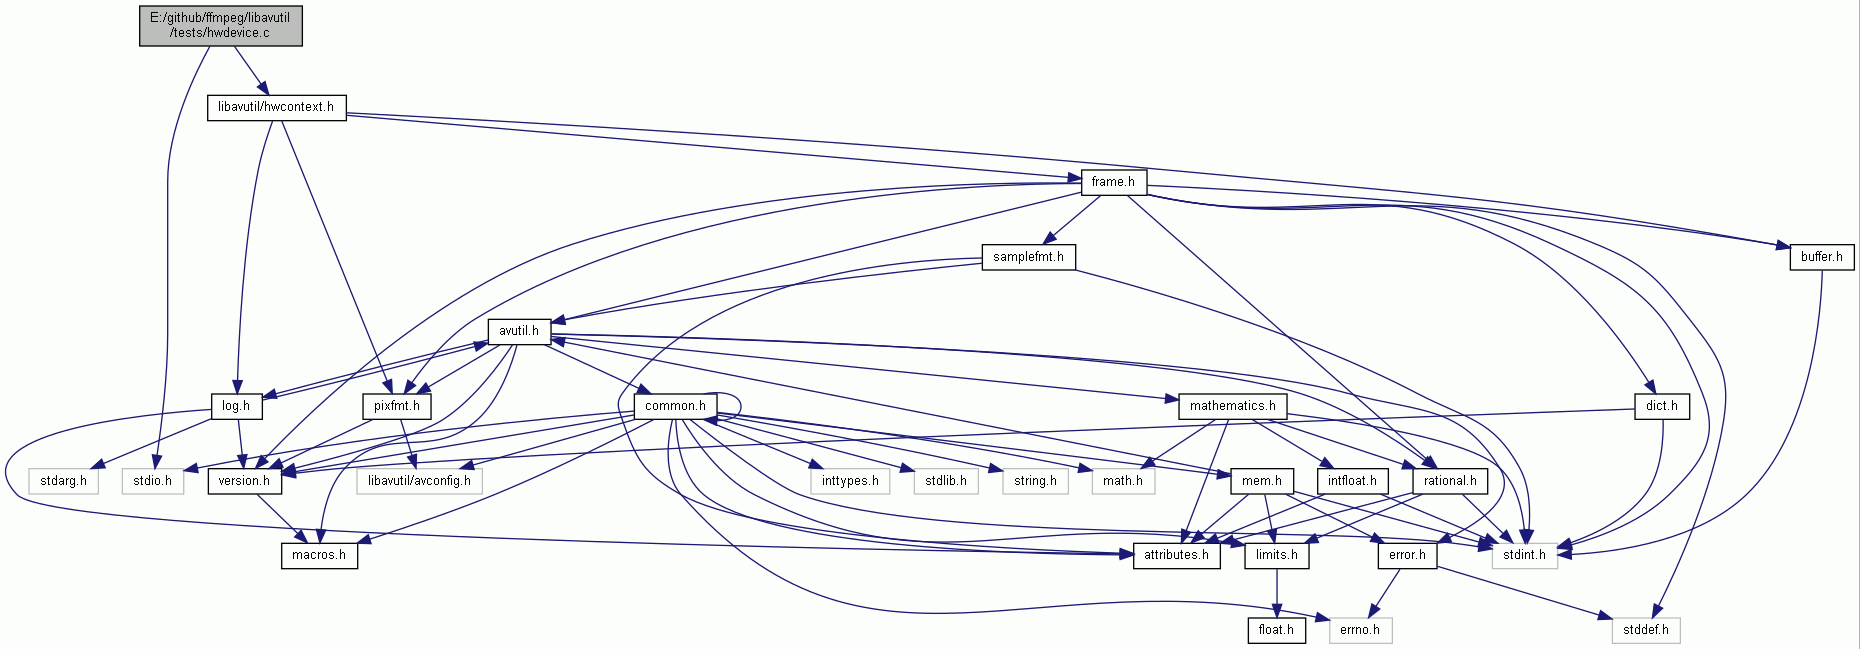 E:/github/ffmpeg/libavutil
/tests/hwdevice.c
libavutil/hwcontext.h
frame.h
samplefmt.h
buffer.h
avutil.h
log.h
pixfmt.h
common.h
mathematics.h
dict.h
stdarg.h
stdio.h
version.h
libavutil/avconfig.h
inttypes.h
stdlib.h
string.h
math.h
mem.h
intfloat.h
rational.h
macros.h
attributes.h
limits.h
error.h
stdint.h
float.h
errno.h
stddef.h